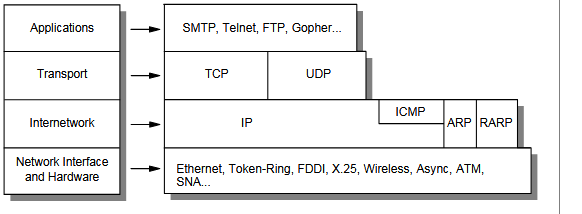 Applications
SMTP, Telnet, FTP, Gopher...
Transport
TCP
UDP
Internetwork
IP
ICMP
ARP
RARP
Network Interface
and Hardware
Ethernet, Token-Ring, FDDI, X.25, Wireless, Async, ATM,
SNA...